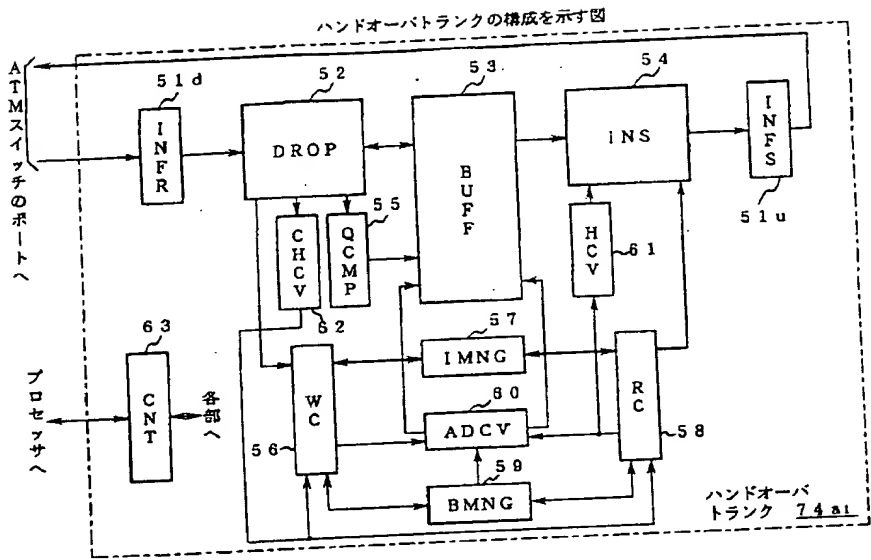 ハンドオーバトランクの構成を示す図
ATMスイッチのポートへ
51d
INFR
52
DROP
53
BUFF
54
INS
INFS
51u
CHCV
62
QCMP
55
HCV
61
57
IMNG
63
CNT
プロセッサへ
各部へ
WC
56
60
ADCV
RC
58
59
BMNG
ハンドオーバ
トランク 74a1